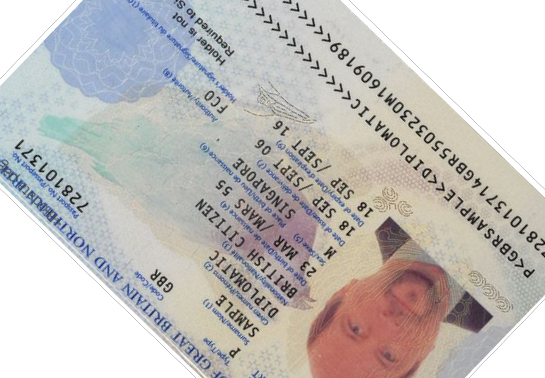 OF GREAT BRITAIN AND NORTHERN
Type/Type
P
Code/Code
GBR
Passport No./Passeport No.
728101371
Surname/Nom (1)
SAMPLE
Given names/Prénoms (2)
DIPLOMATIC
Nationality/Nationalité (3)
BRITISH CITIZEN
Date of birth/Date de naissance (4)
23 MAR /MARS 55
Sex/Sexe (5)
M
Place of birth/Lieu de naissance (6)
SINGAPORE
Date of issue/Date de délivrance (7)
18 SEP /SEPT 06
Date of expiry/Date d'expiration (9)
18 SEP /SEPT 16
Authority/Autorité (8)
FCO
Holder's signature/Signature du titulaire (10)
Holder is not
P<GBRSAMPLE<<DIPLOMATIC<<<<<
7281013714GBR5503230M1609189<<<<